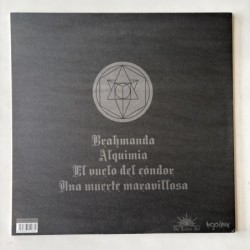 Brahmanda
Alquimia
El vuelo del cóndor
Una muerte maravillosa